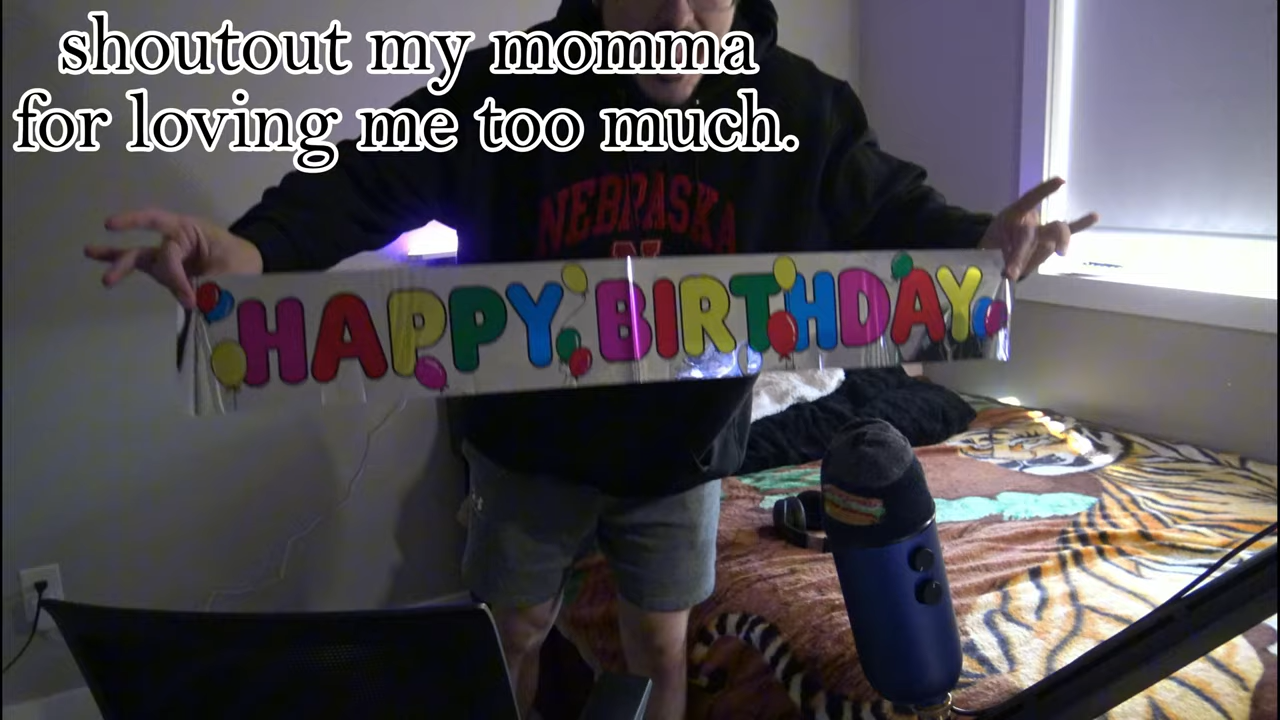 shoutout my momma
for loving me too much.
NEBRASKA
N
HAPPY BIRTHDAY